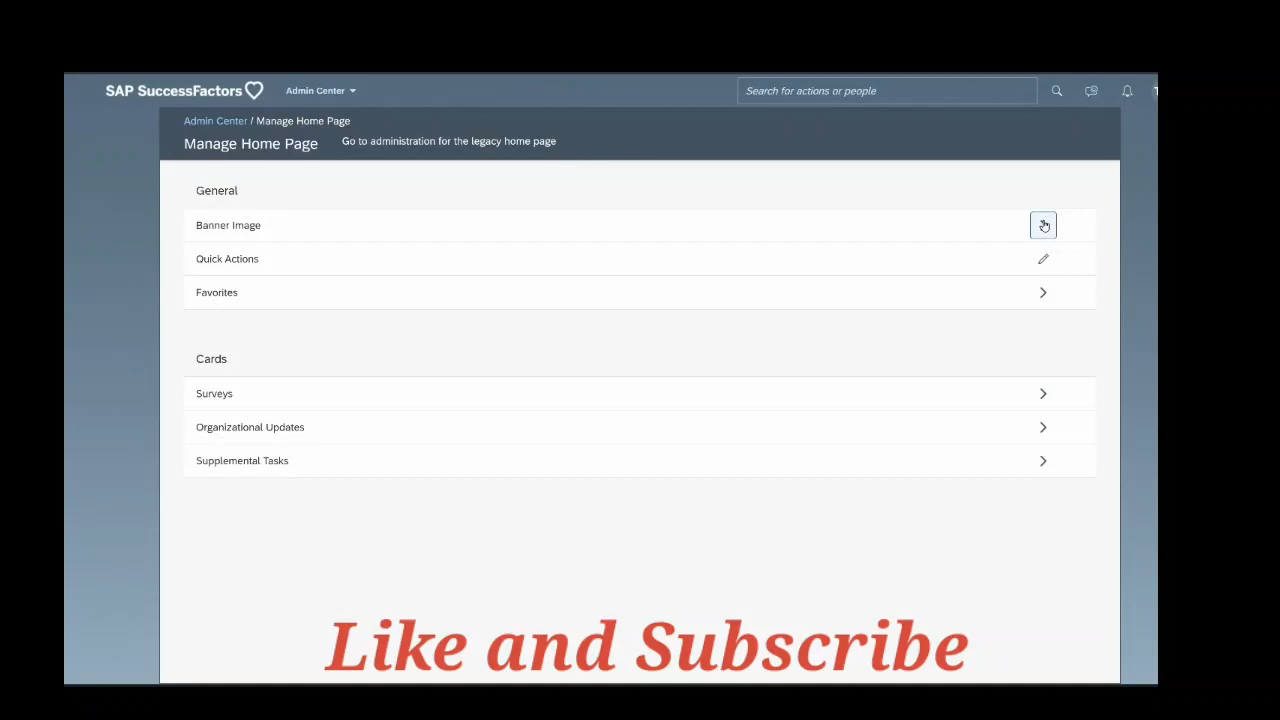 SAP SuccessFactors Admin Center Search for actions or people
Admin Center / Manage Home Page
Manage Home Page Go to administration for the legacy home page
General
Banner Image
Quick Actions
Favorites
Cards
Surveys
Organizational Updates
Supplemental Tasks
Like and Subscribe